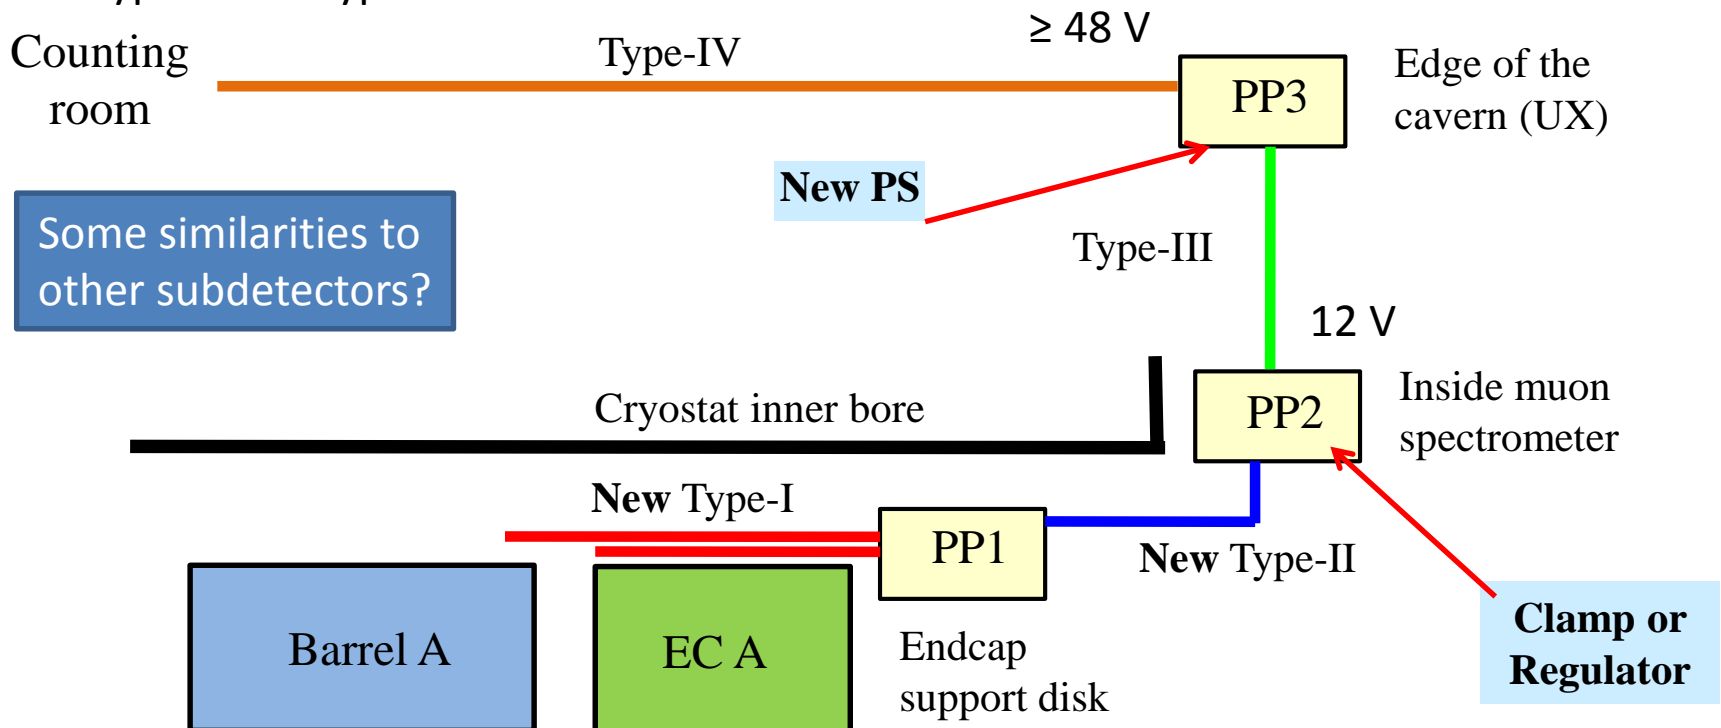 Counting
room
Type-IV
≥ 48 V
PP3
Edge of the
cavern (UX)
New PS
Some similarities to
other subdetectors?
Type-III
12 V
Cryostat inner bore
PP2
Inside muon
spectrometer
New Type-I
PP1
New Type-II
Barrel A
EC A
Endcap
support disk
Clamp or
Regulator